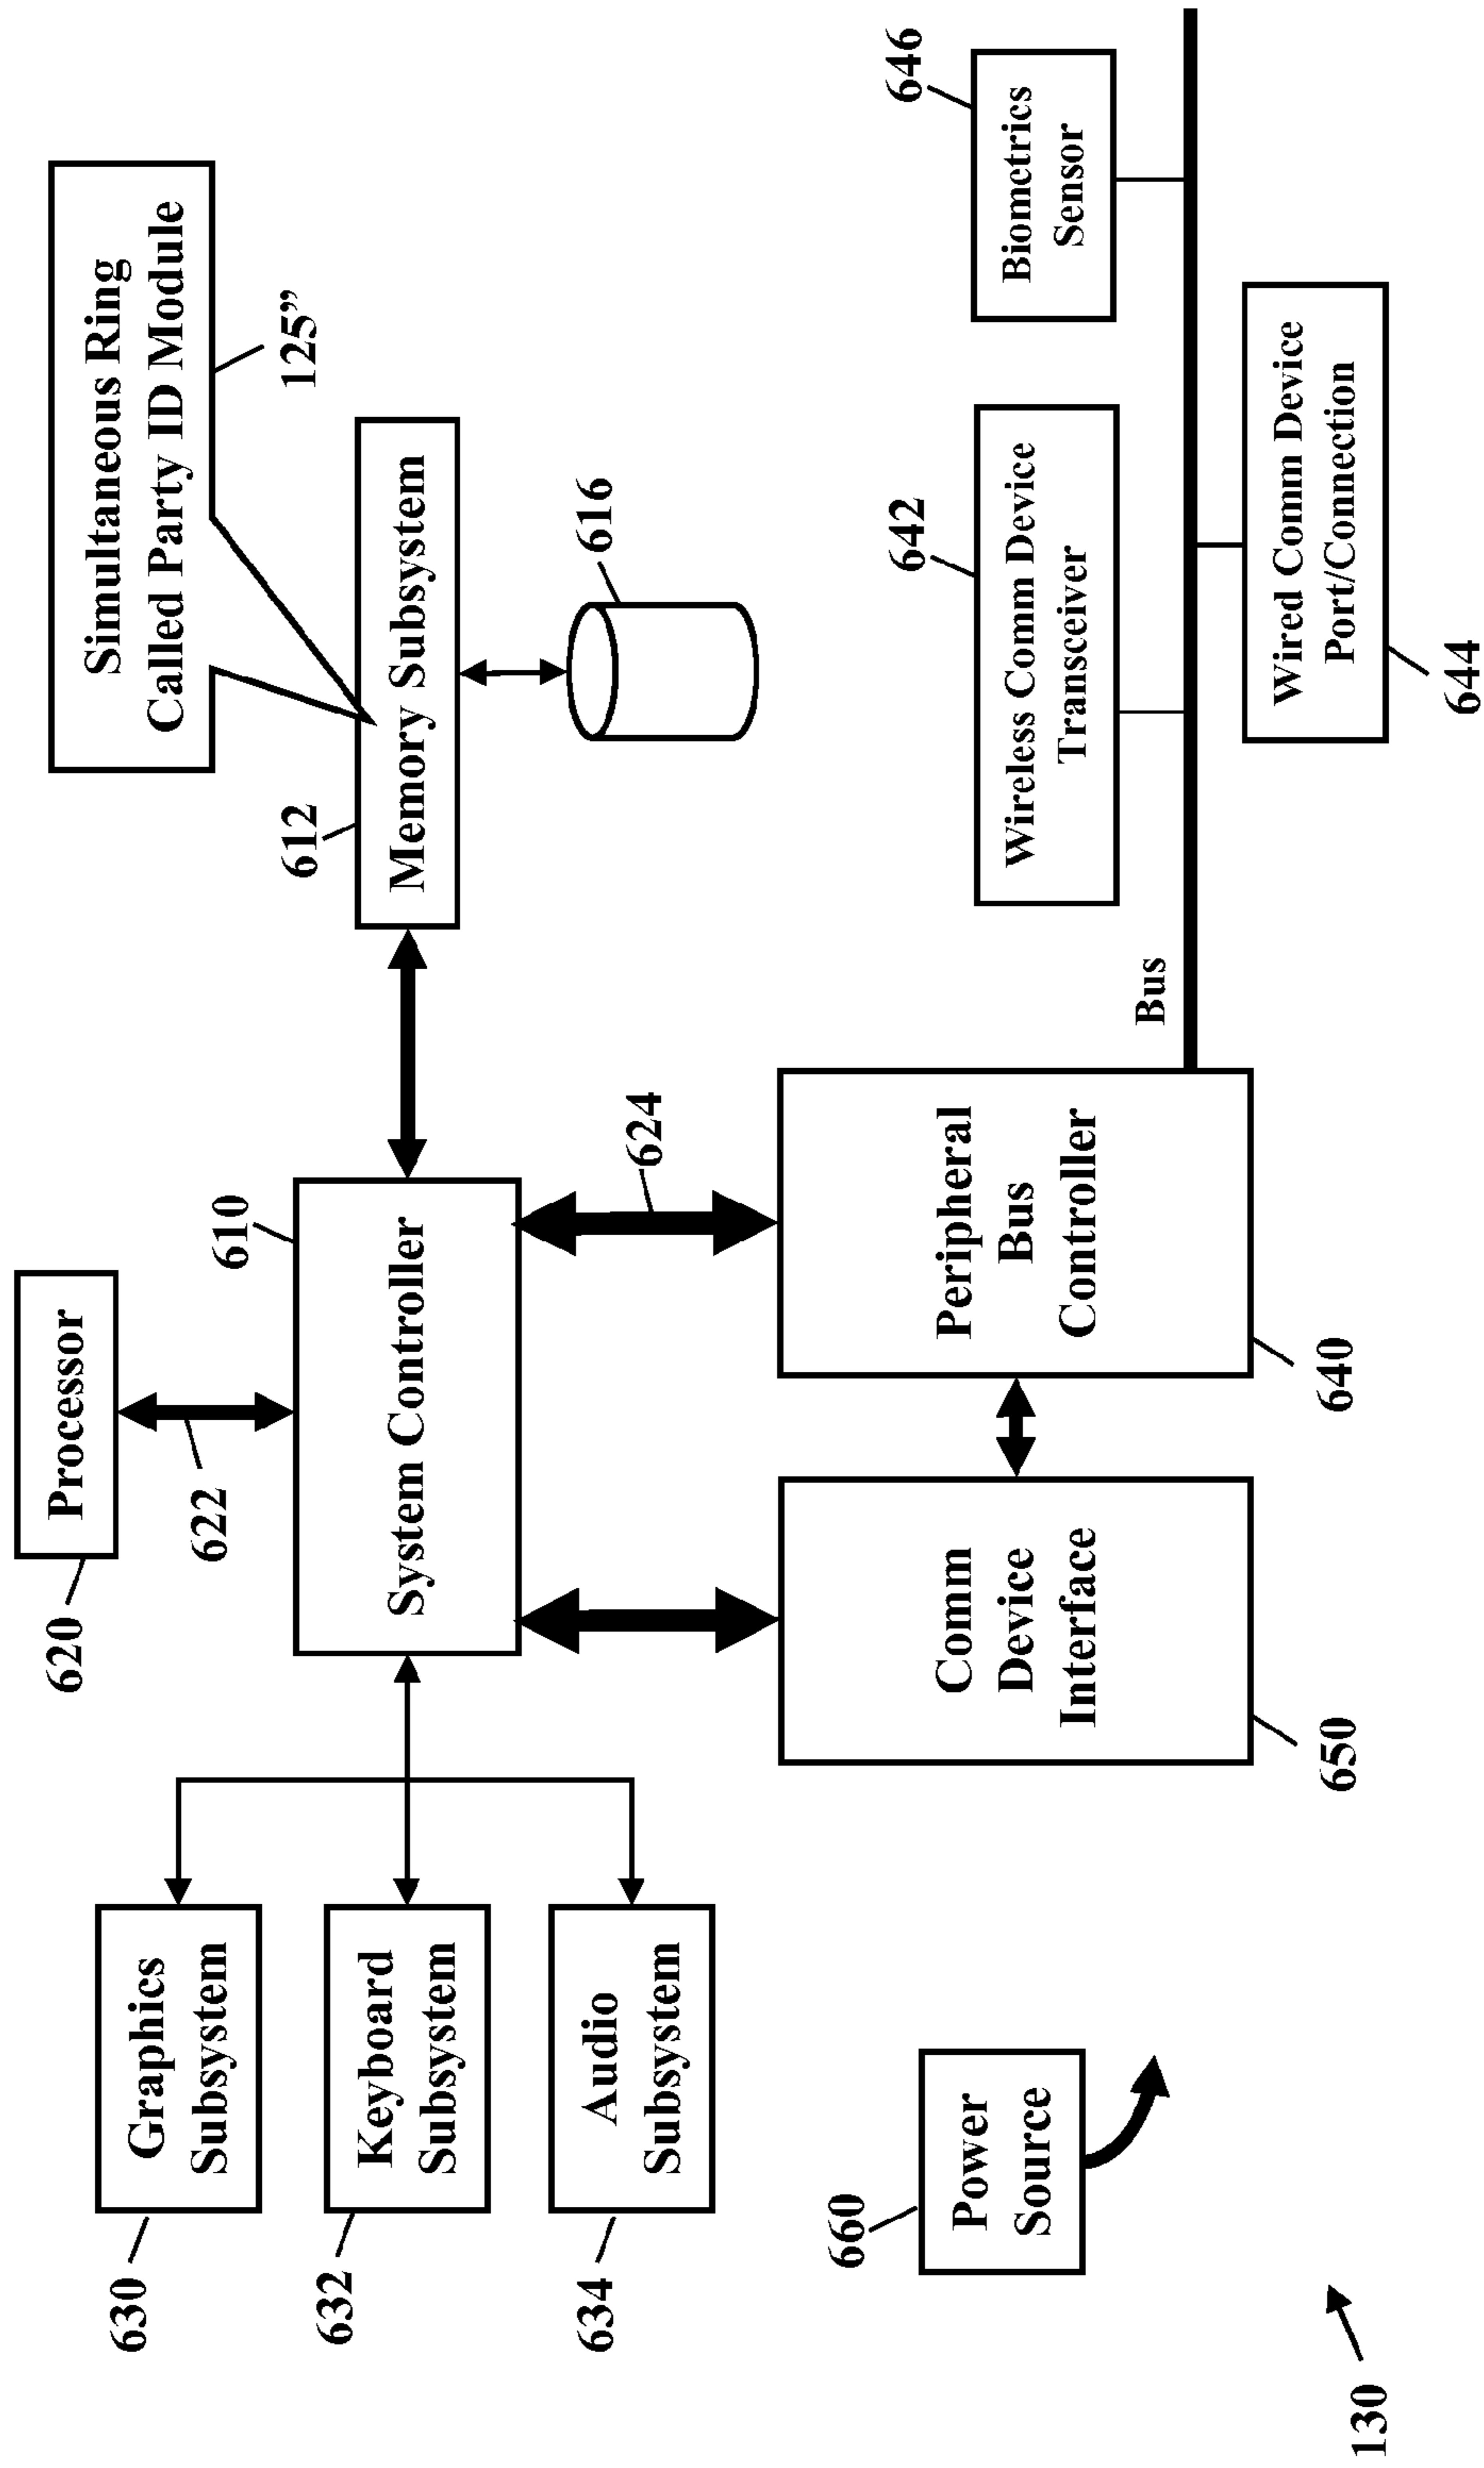 Simultaneous Ring
Called Party ID Module
125”
Processor
620
622
610
612
System Controller
Memory Subsystem
616
Graphics
Subsystem
630
Keyboard
Subsystem
632
Audio
Subsystem
634
624
Comm
Device
Interface
650
Peripheral
Bus
Controller
640
Bus
642
Wireless Comm Device
Transceiver
646
Biometrics
Sensor
Wired Comm Device
Port/Connection
644
660
Power
Source
130